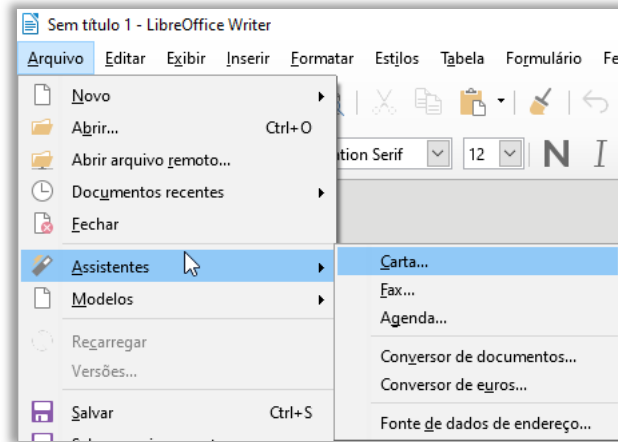 Sem título 1 - LibreOffice Writer
Arquivo Editar Exibir Inserir Formatar Estilos Tabela Formulário Fe
Novo
Abrir... Ctrl+O
Abrir arquivo remoto...
tion Serif 12 N I
Documentos recentes
Fechar
Assistentes
Carta...
Fax...
Modelos
Agenda...
Recarregar
Conversor de documentos...
Versões...
Conversor de euros...
Salvar Ctrl+S
Fonte de dados de endereço...